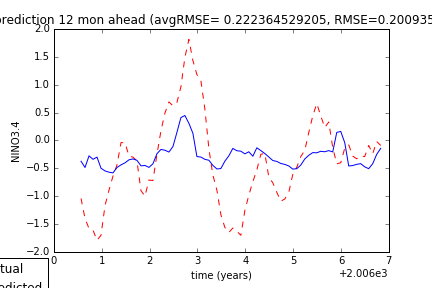 prediction 12 mon ahead (avgRMSE= 0.222364529205, RMSE=0.200935
2.0
1.5
1.0
0.5
0.0
−0.5
−1.0
−1.5
−2.0
NINO3.4
0 1 2 3 4 5 6 7
time (years)
+2.006e3
tual
edicted